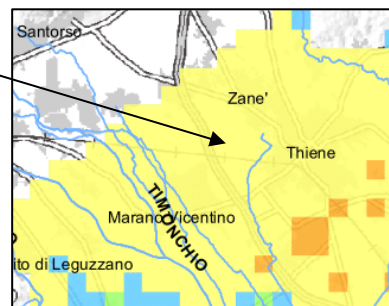 Santorso
Zane'
Thiene
Marano Vicentino
TIMONCHIO
ito di Leguzzano